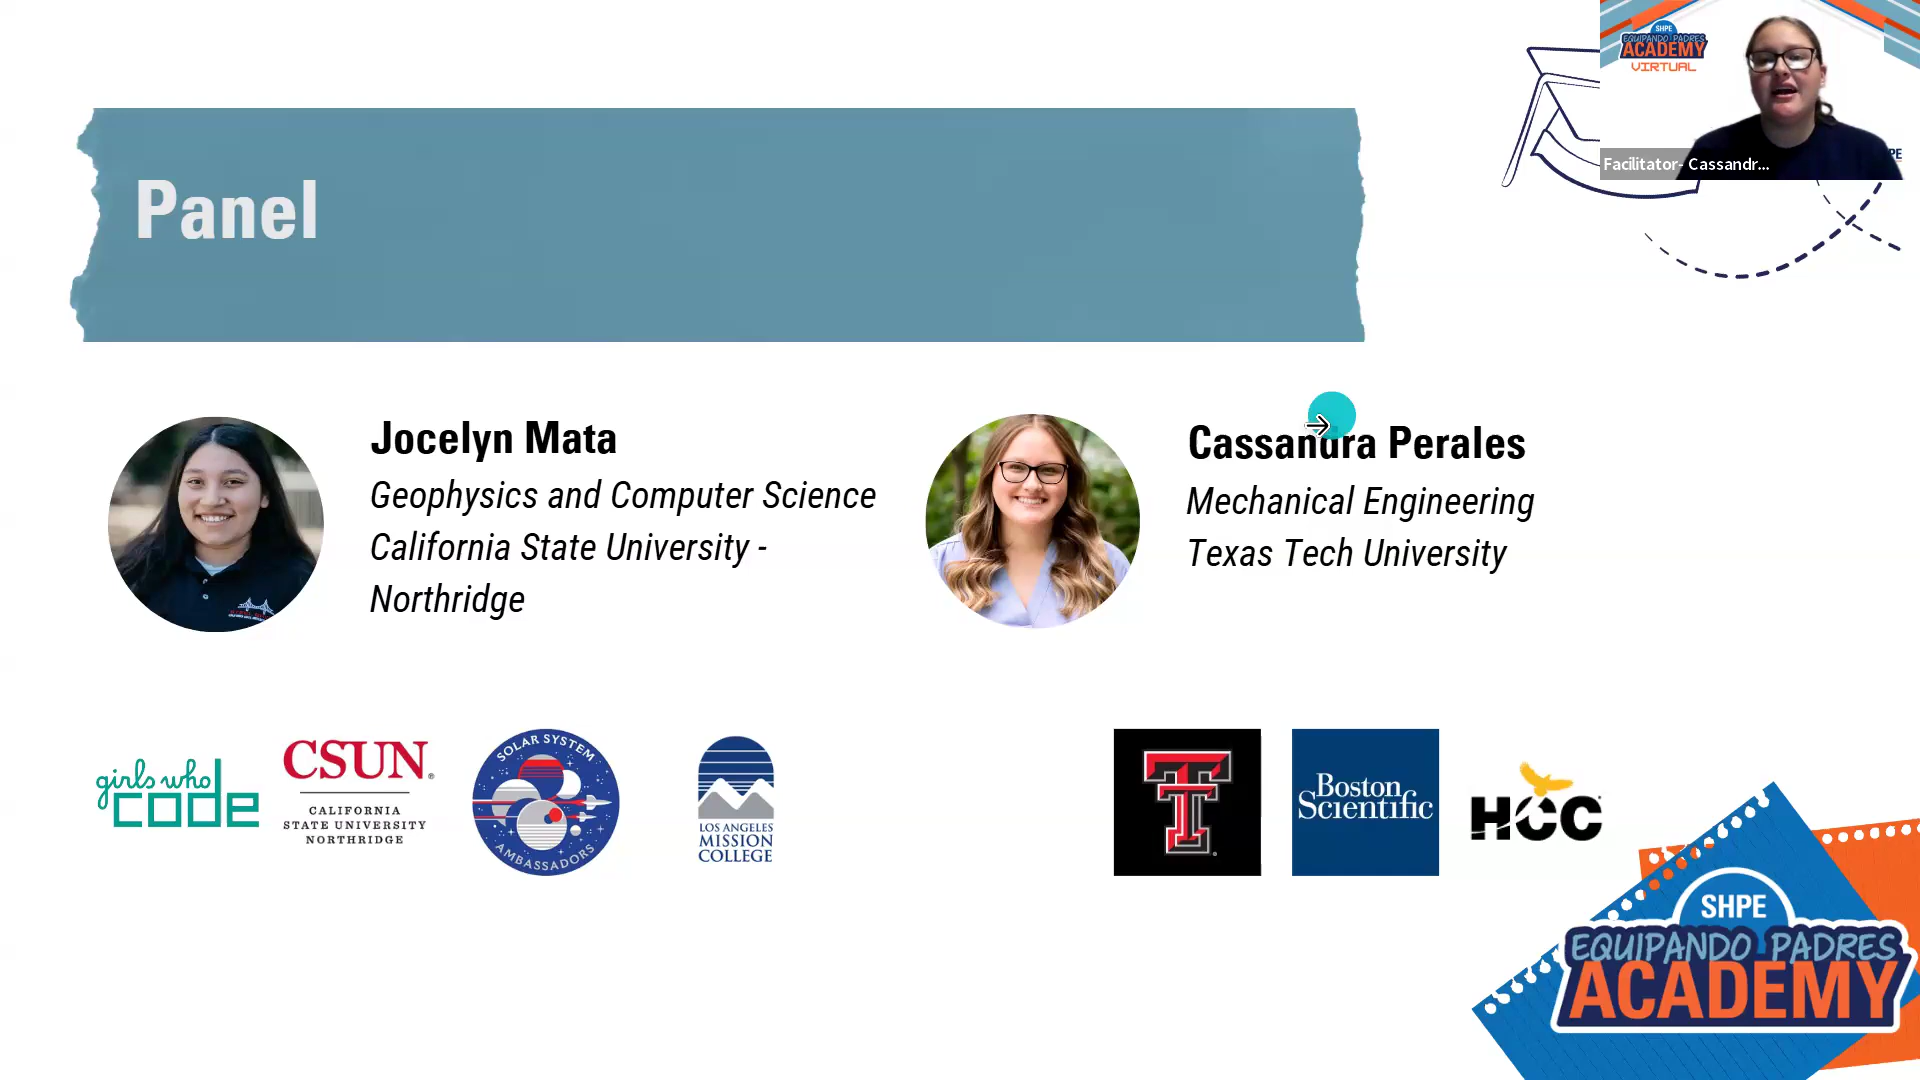 SHPE
EQUIPANDO PADRES
ACADEMY
VIRTUAL
Facilitator- Cassandr...
PE
Panel
Jocelyn Mata
Geophysics and Computer Science
California State University -
Northridge
Cassandra Perales
Mechanical Engineering
Texas Tech University
girls who
code
CSUN
CALIFORNIA
STATE UNIVERSITY
NORTHRIDGE
SOLAR SYSTEM
AMBASSADORS
LOS ANGELES
MISSION
COLLEGE
T
Boston
Scientific
HCC
SHPE
EQUIPANDO PADRES
ACADEMY